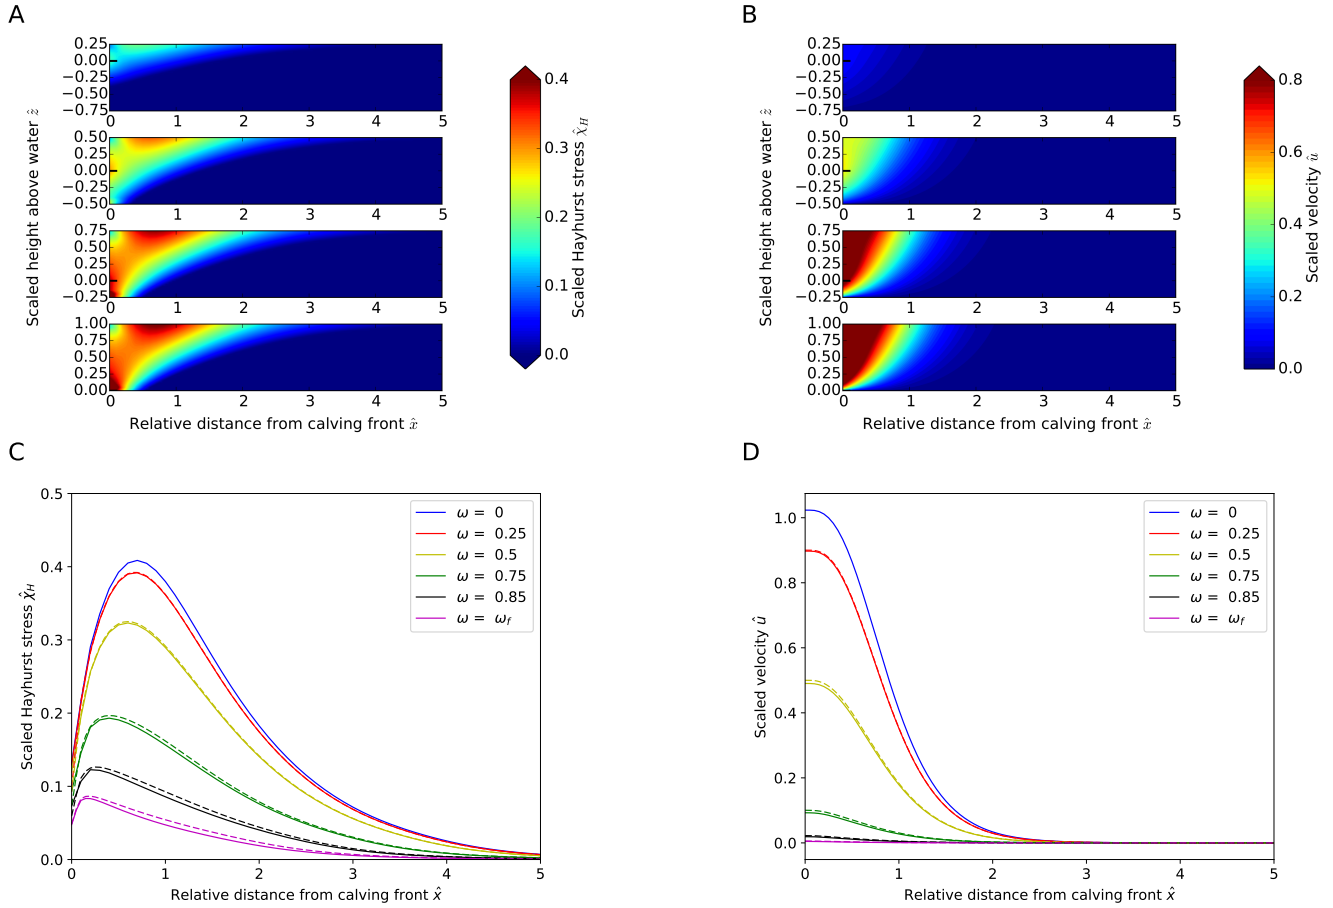 A
B
0.25
0.00
−0.25
−0.50
−0.75
0 1 2 3 4 5
0.50
0.25
0.00
−0.25
−0.50
0 1 2 3 4 5
0.75
0.50
0.25
0.00
−0.25
0 1 2 3 4 5
1.00
0.75
0.50
0.25
0.00
0 1 2 3 4 5
Scaled height above water ẑ
Relative distance from calving front x̂
0.4
0.3
0.2
0.1
0.0
Scaled Hayhurst stress χ̂_H
0.25
0.00
−0.25
−0.50
−0.75
0 1 2 3 4 5
0.50
0.25
0.00
−0.25
−0.50
0 1 2 3 4 5
0.75
0.50
0.25
0.00
−0.25
0 1 2 3 4 5
1.00
0.75
0.50
0.25
0.00
0 1 2 3 4 5
Scaled height above water ẑ
Relative distance from calving front x̂
0.8
0.6
0.4
0.2
0.0
Scaled velocity û
C
0.5
0.4
0.3
0.2
0.1
0.0
0 1 2 3 4 5
Scaled Hayhurst stress χ̂_H
Relative distance from calving front x̂
ω = 0
ω = 0.25
ω = 0.5
ω = 0.75
ω = 0.85
ω = ω_f
D
1.0
0.8
0.6
0.4
0.2
0.0
0 1 2 3 4 5
Scaled velocity û
Relative distance from calving front x̂
ω = 0
ω = 0.25
ω = 0.5
ω = 0.75
ω = 0.85
ω = ω_f